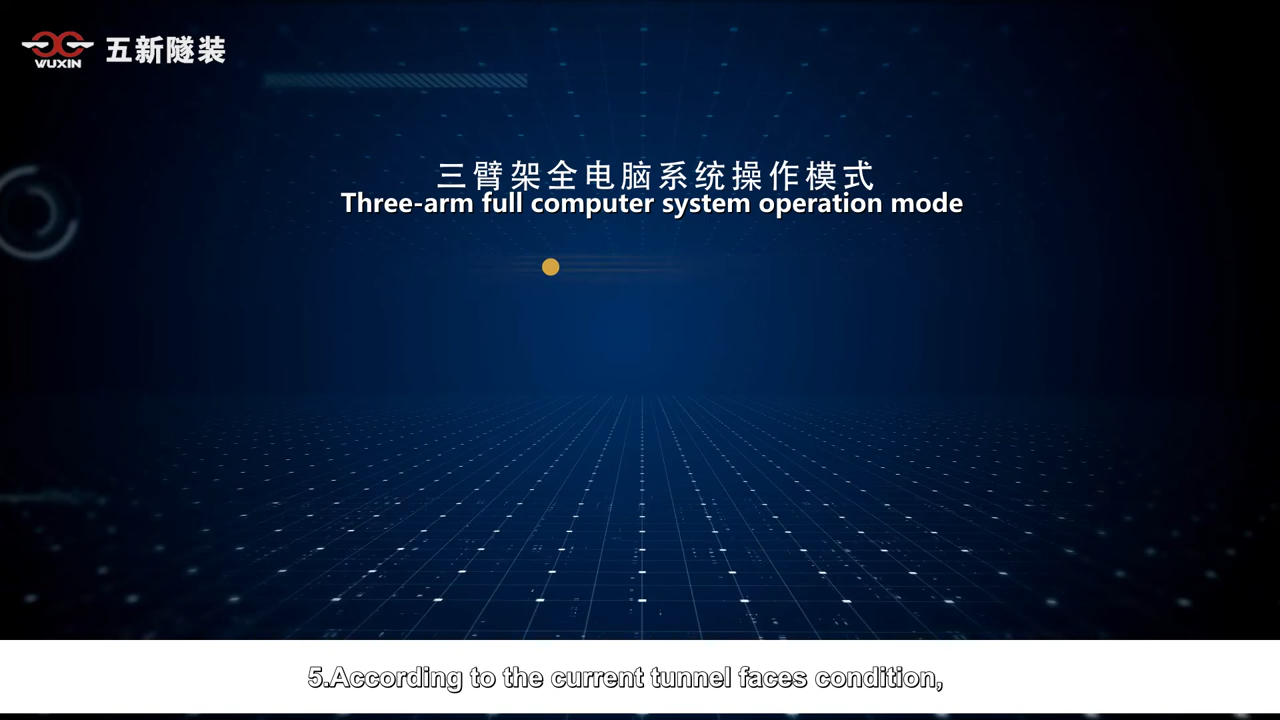 WUXIN
五新隧装
三臂架全电脑系统操作模式
Three-arm full computer system operation mode
5.According to the current tunnel faces condition,